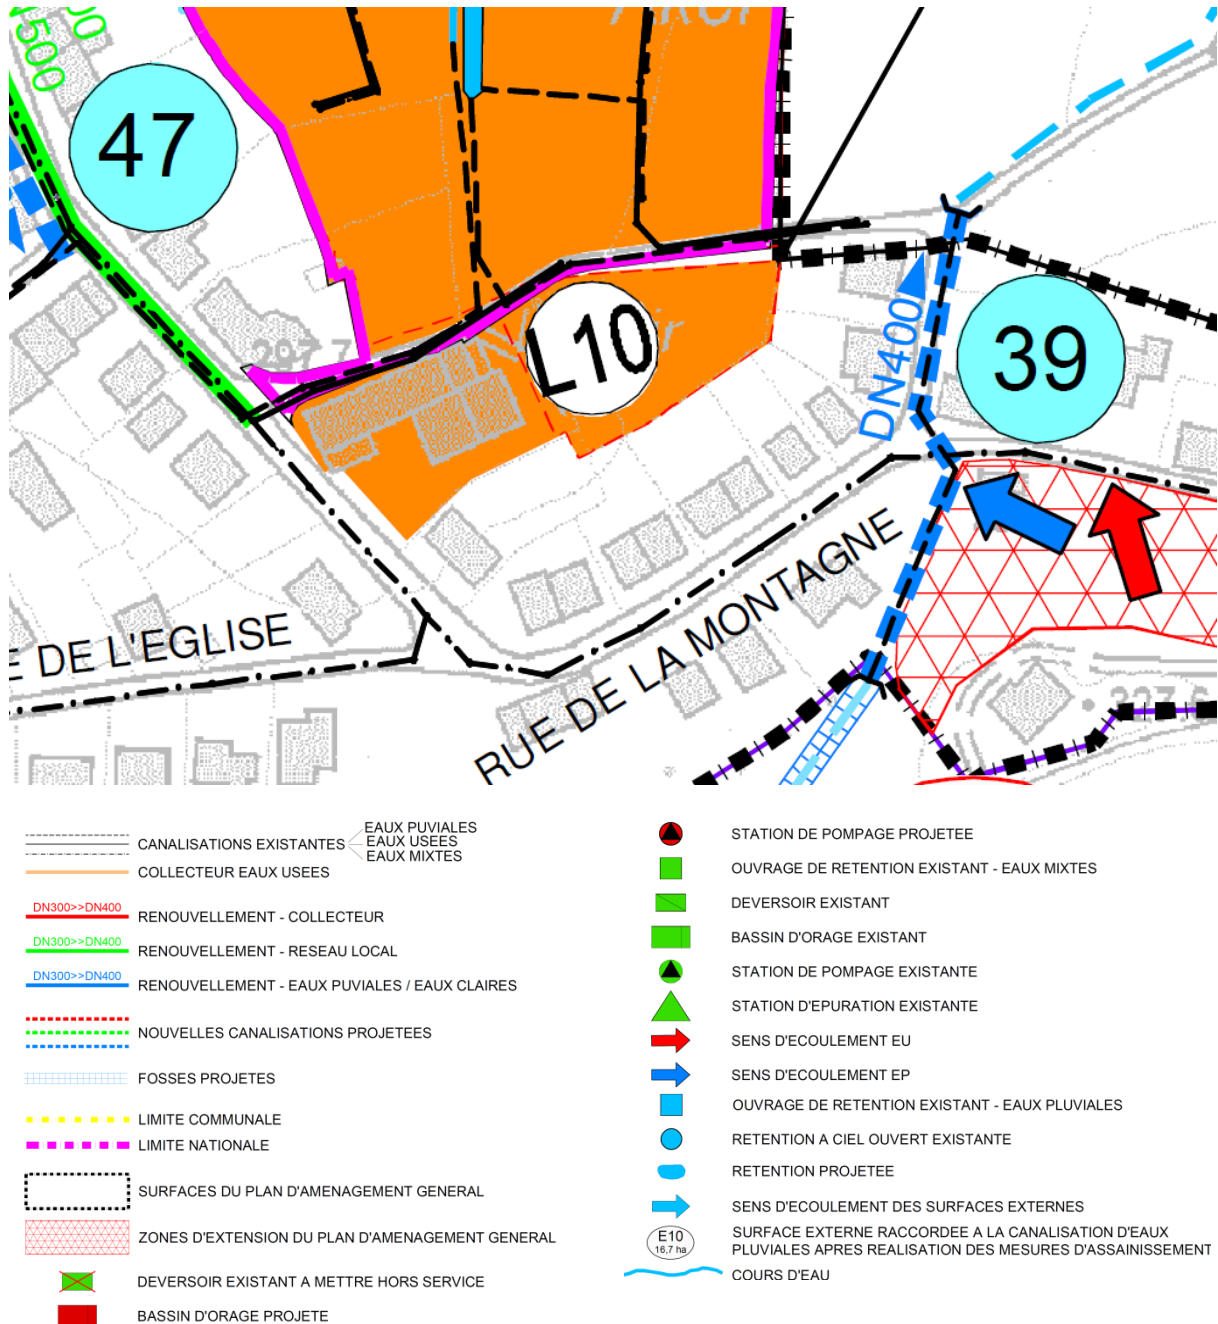 47
L10
39
DN400
E DE L'EGLISE
RUE DE LA MONTAGNE
CANALISATIONS EXISTANTES
EAUX PUVIALES
EAUX USEES
EAUX MIXTES
COLLECTEUR EAUX USEES
DN300>>DN400
RENOUVELLEMENT - COLLECTEUR
DN300>>DN400
RENOUVELLEMENT - RESEAU LOCAL
DN300>>DN400
RENOUVELLEMENT - EAUX PUVIALES / EAUX CLAIRES
NOUVELLES CANALISATIONS PROJETEES
FOSSES PROJETES
LIMITE COMMUNALE
LIMITE NATIONALE
SURFACES DU PLAN D'AMENAGEMENT GENERAL
ZONES D'EXTENSION DU PLAN D'AMENAGEMENT GENERAL
DEVERSOIR EXISTANT A METTRE HORS SERVICE
BASSIN D'ORAGE PROJETE
STATION DE POMPAGE PROJETEE
OUVRAGE DE RETENTION EXISTANT - EAUX MIXTES
DEVERSOIR EXISTANT
BASSIN D'ORAGE EXISTANT
STATION DE POMPAGE EXISTANTE
STATION D'EPURATION EXISTANTE
SENS D'ECOULEMENT EU
SENS D'ECOULEMENT EP
OUVRAGE DE RETENTION EXISTANT - EAUX PLUVIALES
RETENTION A CIEL OUVERT EXISTANTE
RETENTION PROJETEE
SENS D'ECOULEMENT DES SURFACES EXTERNES
E10
16,7 ha
SURFACE EXTERNE RACCORDEE A LA CANALISATION D'EAUX
PLUVIALES APRES REALISATION DES MESURES D'ASSAINISSEMENT
COURS D'EAU